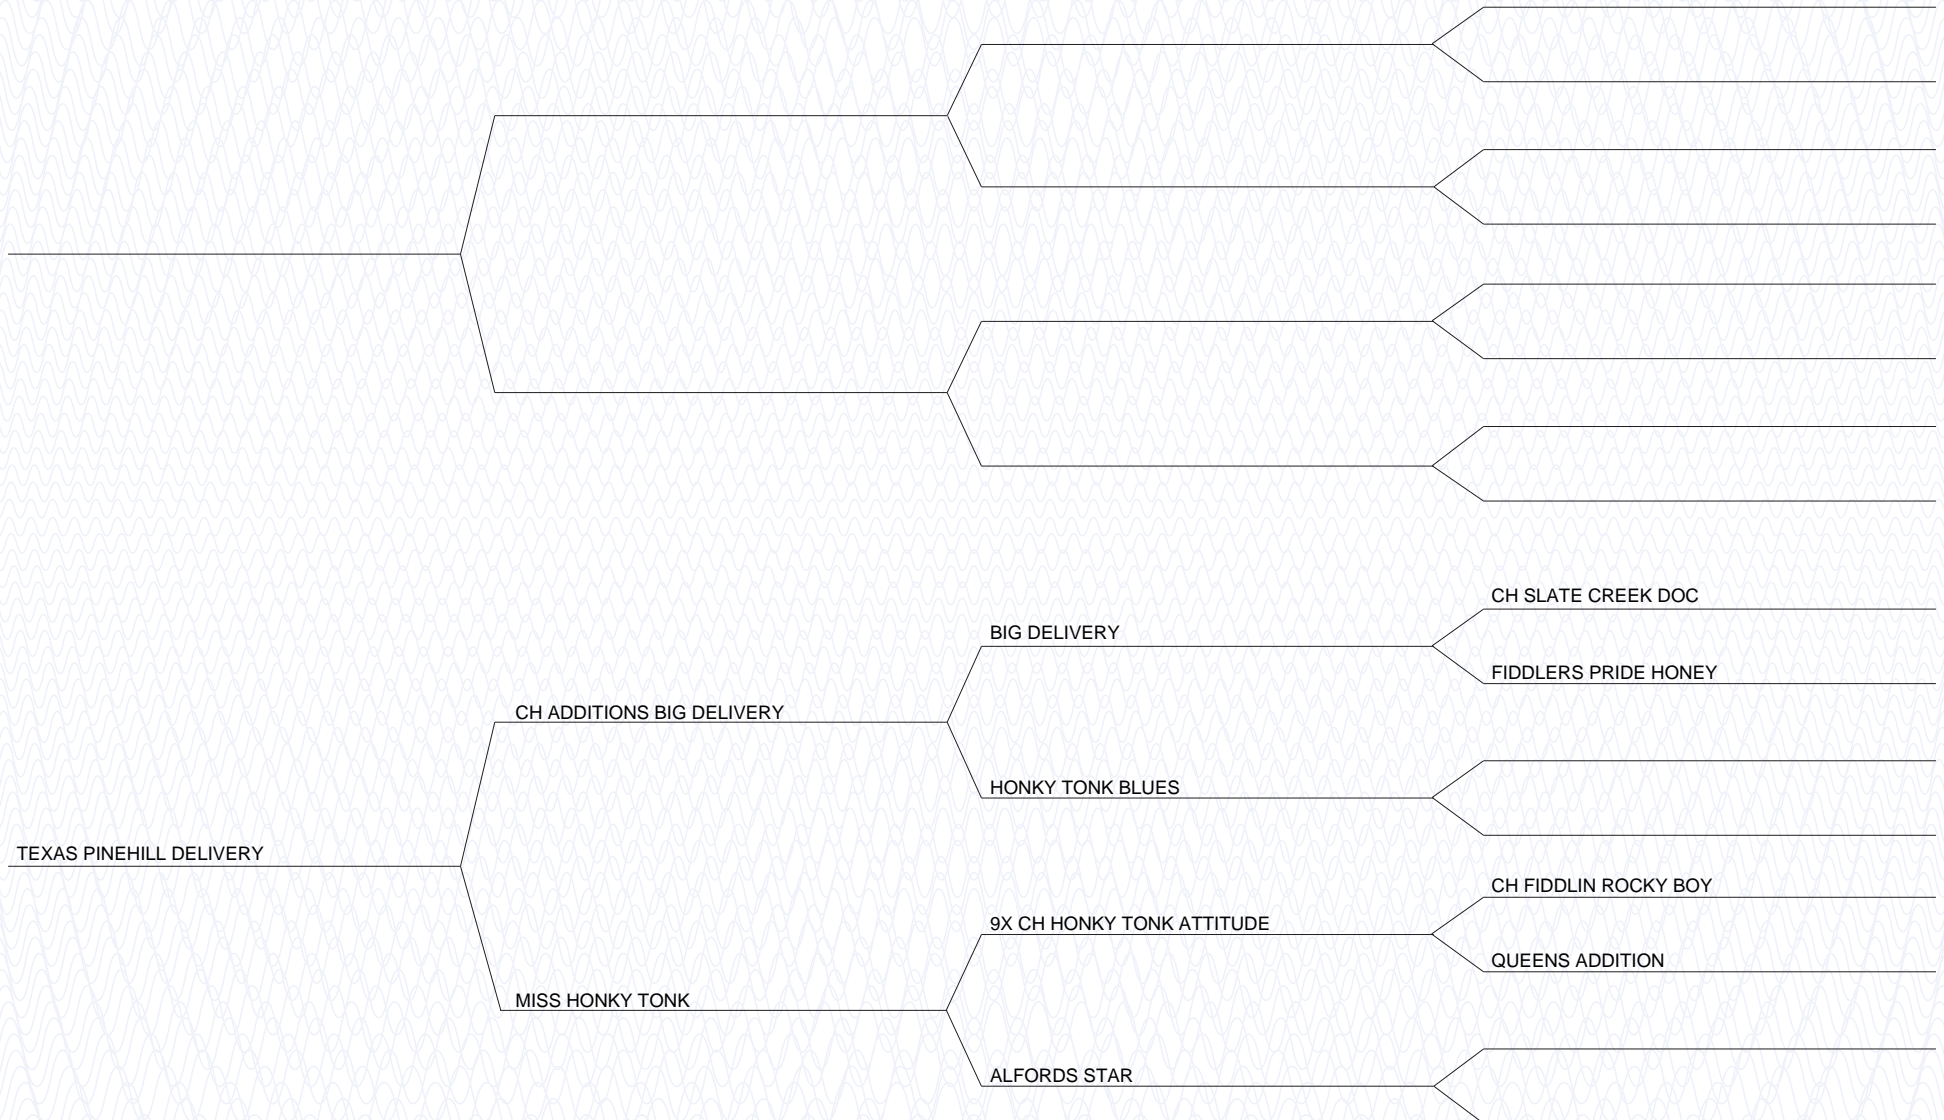 CH SLATE CREEK DOC
BIG DELIVERY
FIDDLERS PRIDE HONEY
CH ADDITIONS BIG DELIVERY
HONKY TONK BLUES
TEXAS PINEHILL DELIVERY
CH FIDDLIN ROCKY BOY
9X CH HONKY TONK ATTITUDE
QUEENS ADDITION
MISS HONKY TONK
ALFORDS STAR